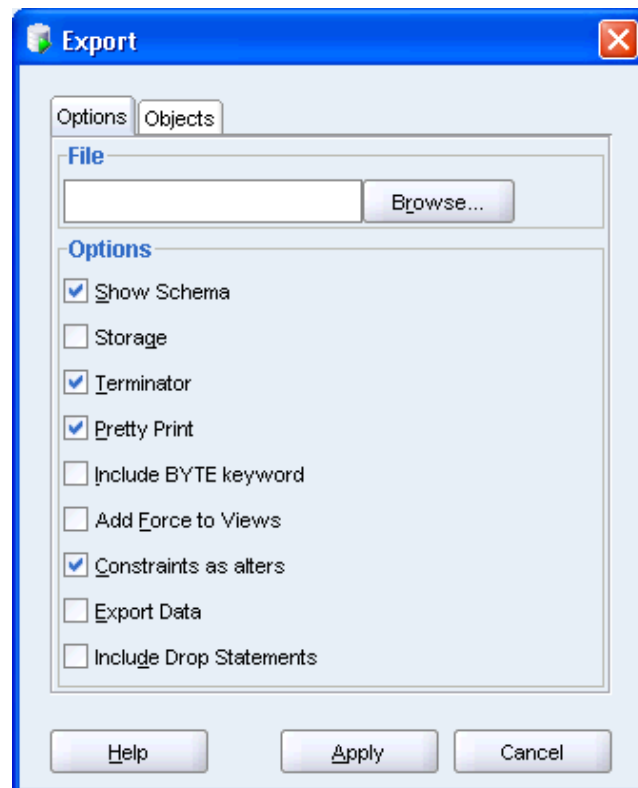 Export
Options Objects
File
Browse...
Options
Show Schema
Storage
Terminator
Pretty Print
Include BYTE keyword
Add Force to Views
Constraints as alters
Export Data
Include Drop Statements
Help Apply Cancel